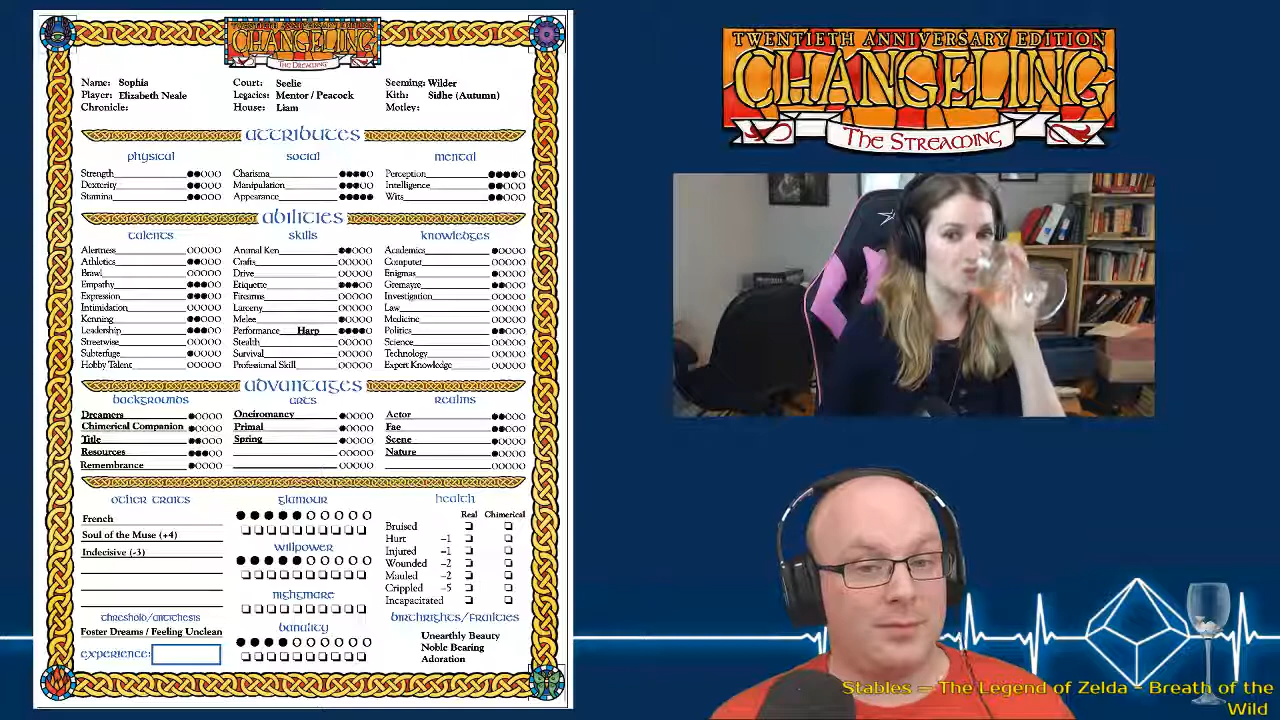 TWENTIETH ANNIVERSARY EDITION
CHANGELING
The Dreaming
Name: Sophia Court: Seelie Seeming: Wilder
Player: Elizabeth Neale Legacies: Mentor / Peacock Kith: Sidhe (Autumn)
Chronicle: House: Liam Motley:
attributes
physical social mental
Strength Charisma Perception
Dexterity Manipulation Intelligence
Stamina Appearance Wits
abilities
talents skills knowledges
Alertness Animal Ken Academics
Athletics Crafts Computer
Brawl Drive Enigmas
Empathy Etiquette Gremayre
Expression Firearms Investigation
Intimidation Larceny Law
Kenning Melee Medicine
Leadership Performance Harp Politics
Streetwise Stealth Science
Subterfuge Survival Technology
Hobby Talent Professional Skill Expert Knowledge
advantages
backgrounds arts realms
Dreamers Oneiromancy Actor
Chimerical Companion Primal Fae
Title Spring Scene
Resources Nature
Remembrance
other traits glamour health
Real Chimerical
French
Soul of the Muse (+4)
Indecisive (-3)
willpower
nightmare
banality
Bruised
Hurt -1
Injured -1
Wounded -2
Mauled -2
Crippled -5
Incapacitated
threshold/antithesis
Foster Dreams / Feeling Unclean
experience:
birthrights/frailties
Unearthly Beauty
Noble Bearing
Adoration
TWENTIETH ANNIVERSARY EDITION
CHANGELING
The Streaming
Stables - The Legend of Zelda - Breath of the
Wild